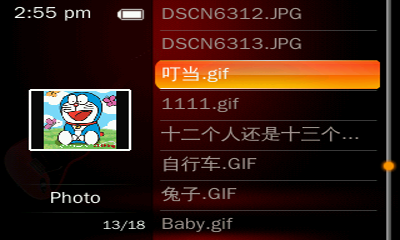 2:55 pm
DSCN6312.JPG
DSCN6313.JPG
叮当.gif
1111.gif
十二个人还是十三个...
自行车.GIF
兔子.GIF
Baby.gif
Photo
13/18